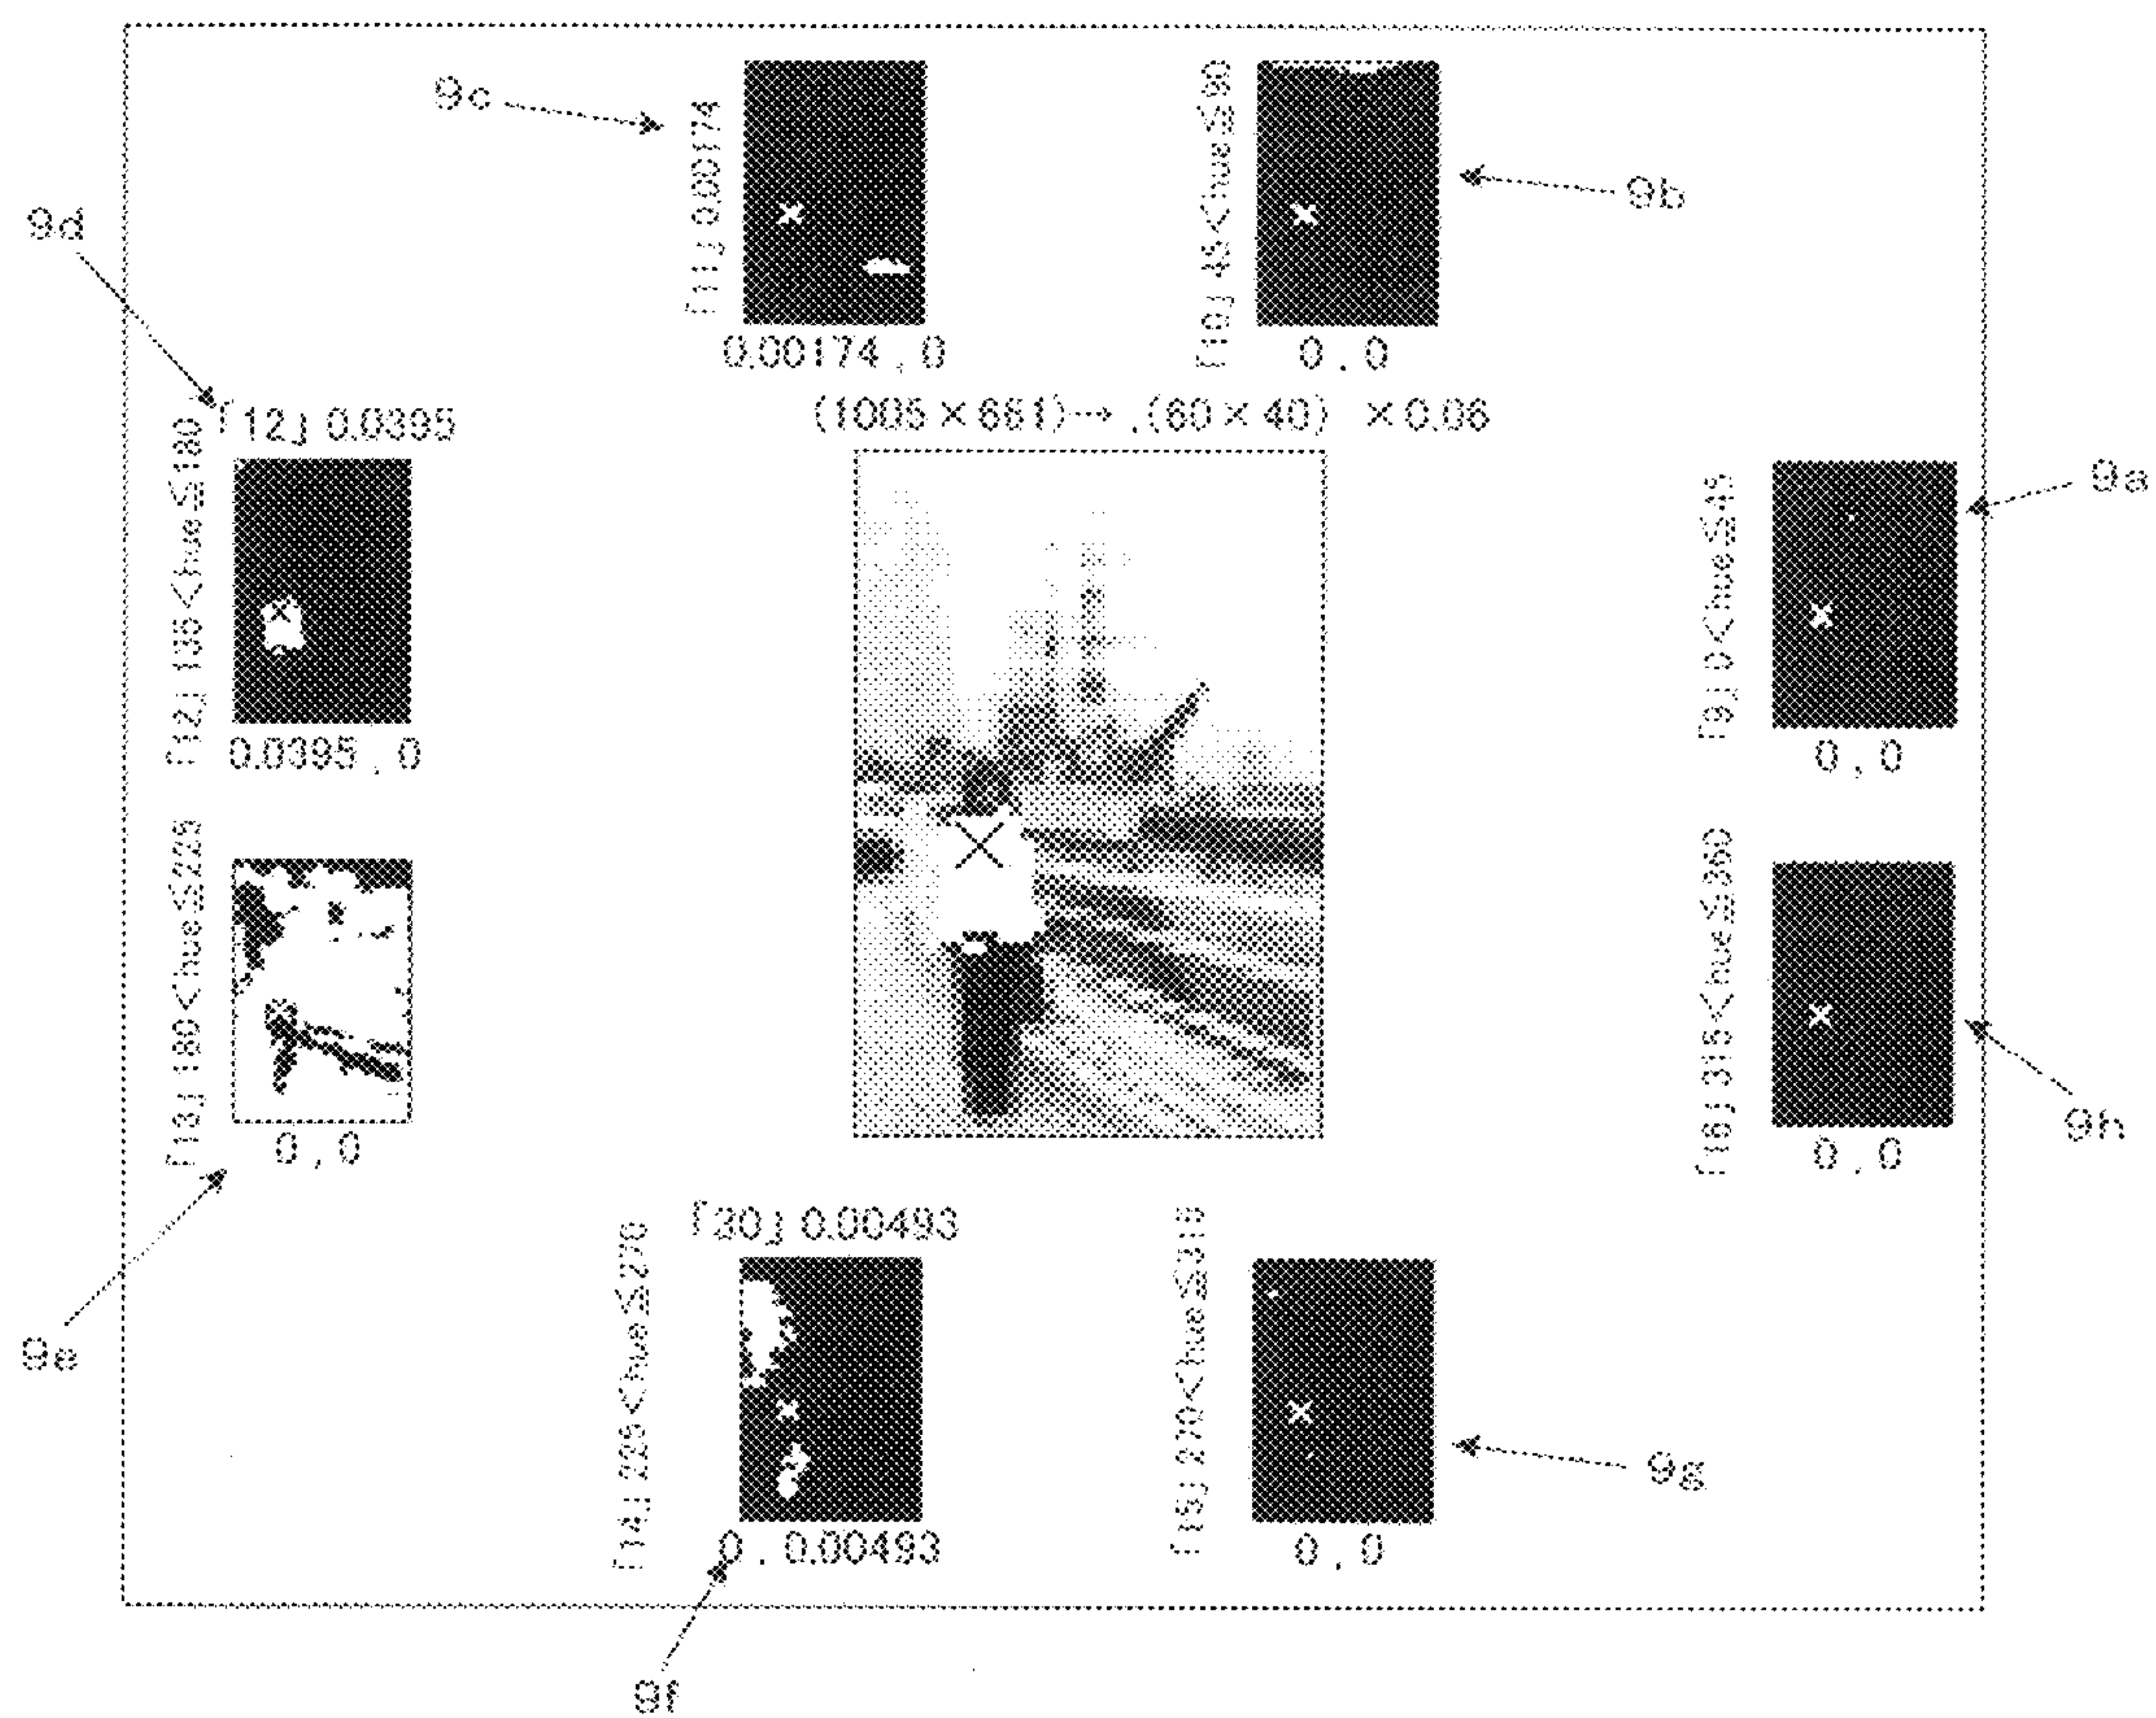 9c
「11」 0.00174
0.00174 , 0
「10」 45<hue≦90
0 , 0
9b
9d
「12」 0.0395
「12」 135<hue≦180
0.0395 , 0
(1005×661)→ .(60×40) ×0.06
「9」 0<hue≦45
0 , 0
9a
「13」 180<hue≦225
0 , 0
9e
「16」 315<hue≦360
0 , 0
9h
「30」 0.00493
「14」 225<hue≦270
0 , 0.00493
9f
「15」 270<hue≦315
0 , 0
9g